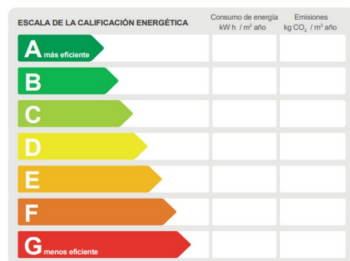 ESCALA DE LA CALIFICACIÓN ENERGÉTICA
Consumo de energía
kW h / m² año
Emisiones
kg CO₂ / m² año
A más eficiente
B
C
D
E
F
G menos eficiente